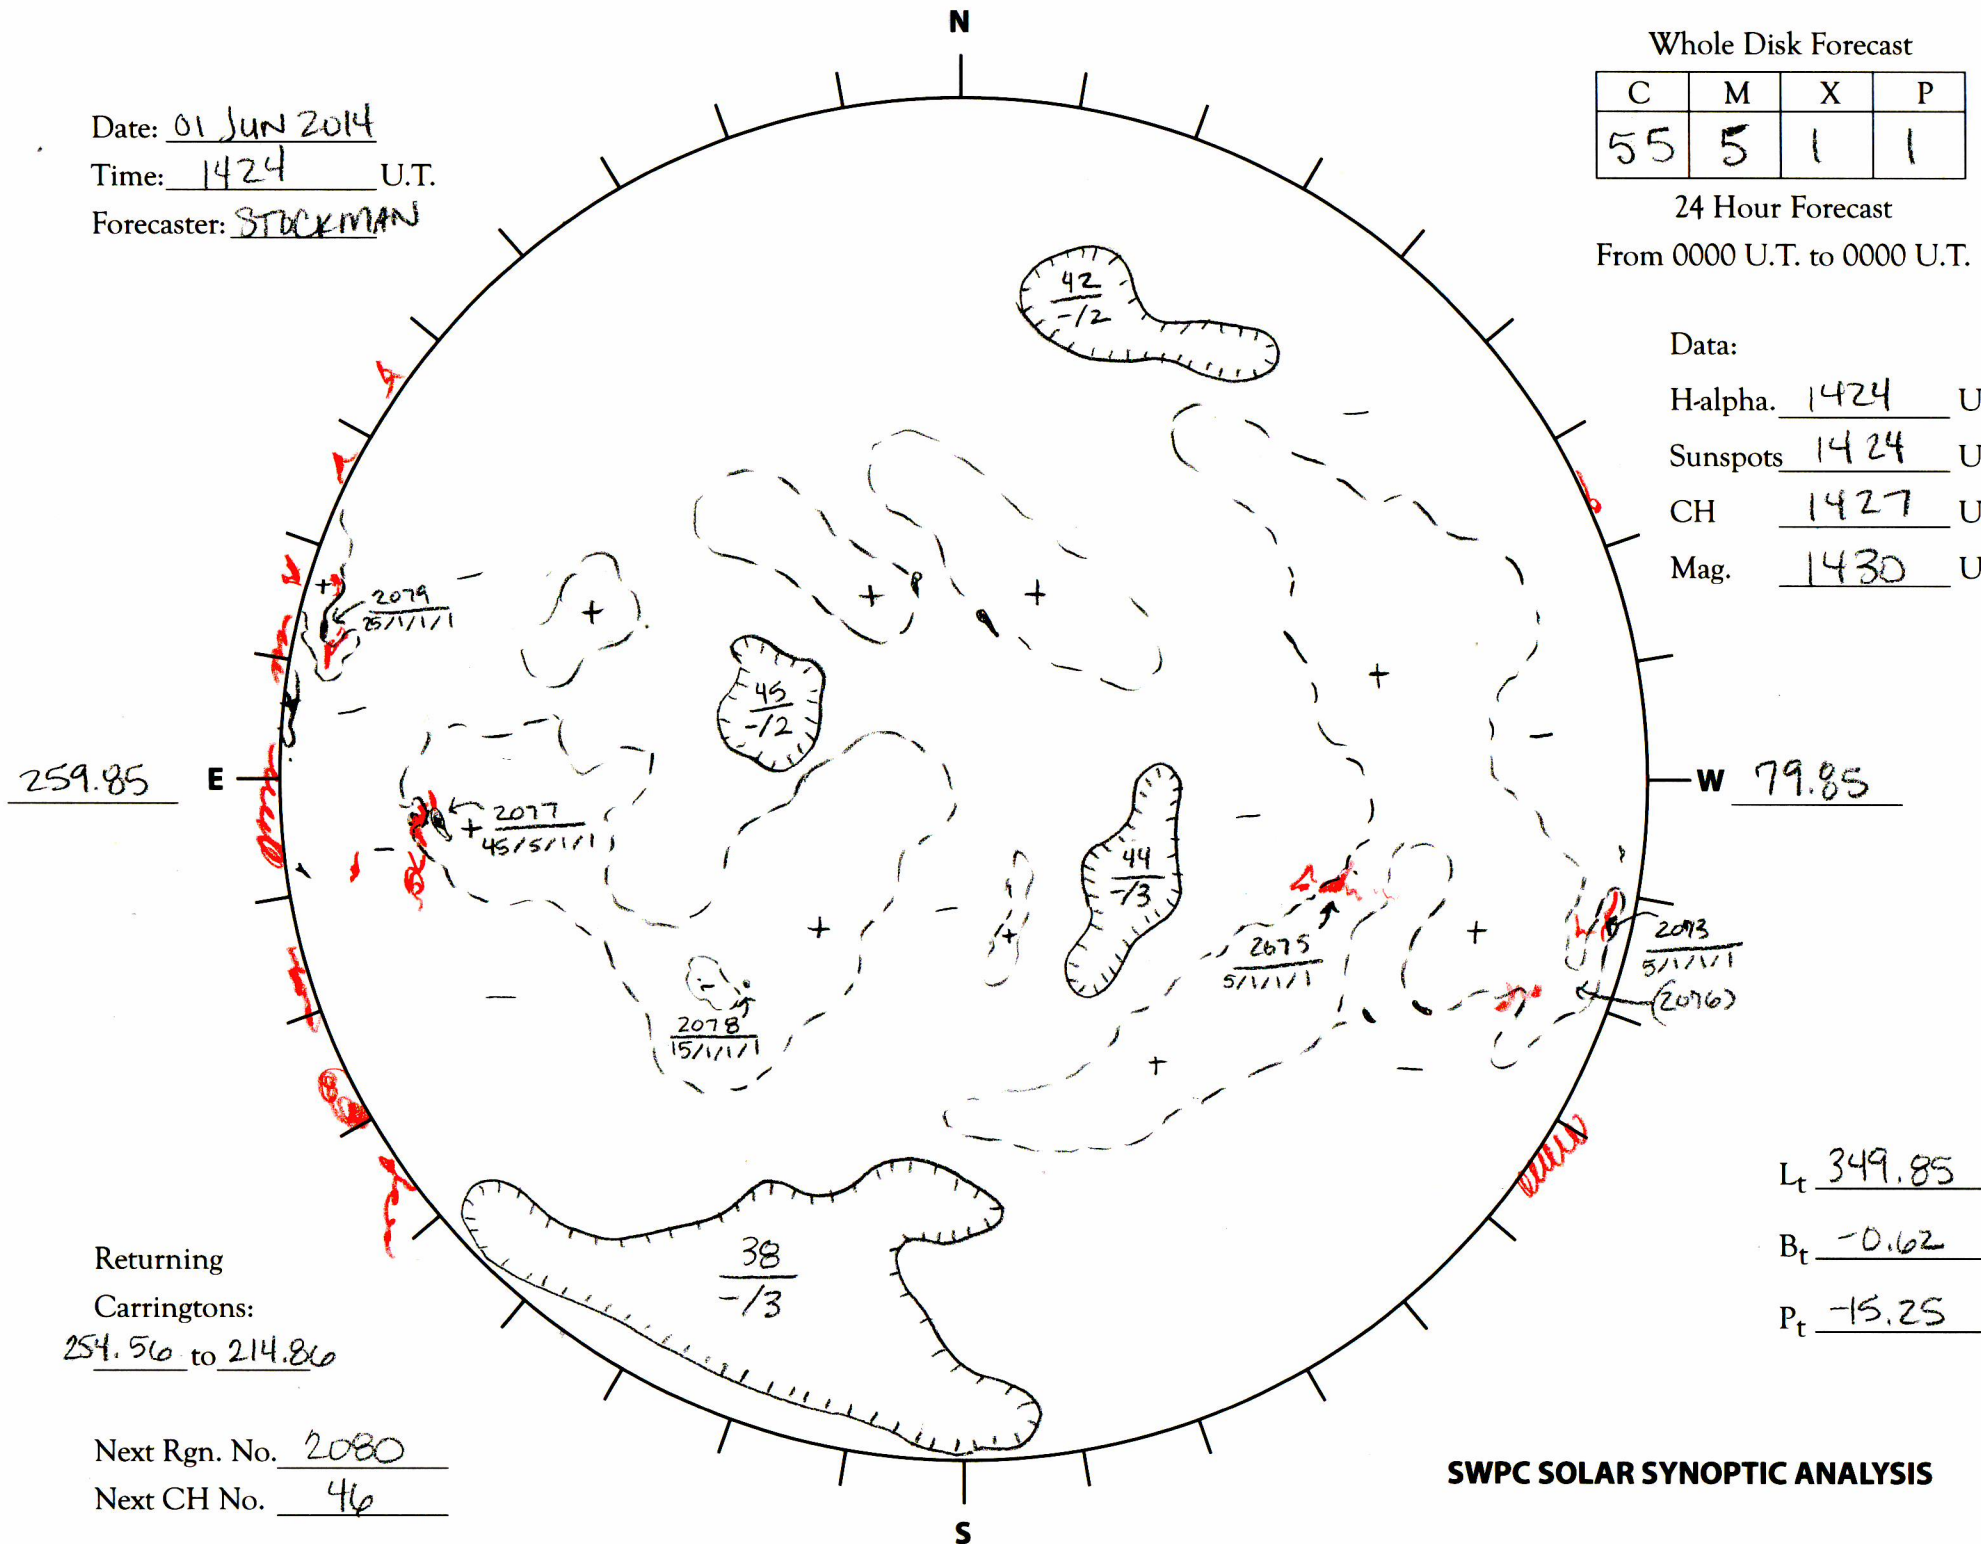 N
Whole Disk Forecast
C M X P
55 5 1 1
24 Hour Forecast
From 0000 U.T. to 0000 U.T.
Date: 01 JUN 2014
Time: 1424 U.T.
Forecaster: STOCKMAN
42
-/2
Data:
H-alpha. 1424 U
Sunspots 1424 U
CH 1427 U
Mag. 1430 U
2079
25/1/1/1
45
-/2
259.85 E
W 79.85
2077
45/5/1/1
44
-/3
2675
5/1/1/1
2073
5/1/1/1
(2076)
2078
15/1/1/1
38
-/3
Lt 349.85
Bt -0.62
Pt -15.25
Returning
Carringtons:
254.56 to 214.86
Next Rgn. No. 2080
Next CH No. 46
SWPC SOLAR SYNOPTIC ANALYSIS
S